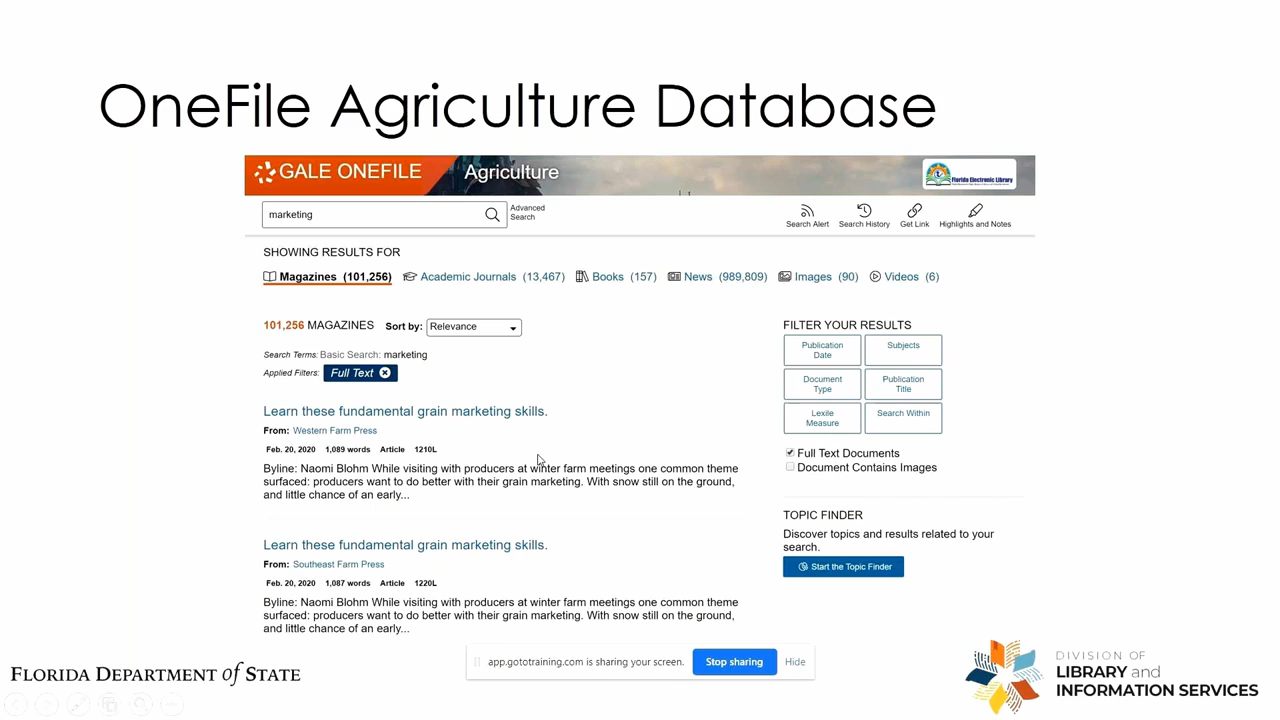 OneFile Agriculture Database
GALE ONEFILE Agriculture Florida Electronic Library
marketing Advanced Search
Search Alert Search History Get Link Highlights and Notes
SHOWING RESULTS FOR
Magazines (101,256) Academic Journals (13,467) Books (157) News (989,809) Images (90) Videos (6)
101,256 MAGAZINES Sort by: Relevance
Search Terms: Basic Search: marketing
Applied Filters: Full Text
Learn these fundamental grain marketing skills.
From: Western Farm Press
Feb. 20, 2020 1,089 words Article 1210L
Byline: Naomi Blohm While visiting with producers at winter farm meetings one common theme
surfaced: producers want to do better with their grain marketing. With snow still on the ground,
and little chance of an early...
Learn these fundamental grain marketing skills.
From: Southeast Farm Press
Feb. 20, 2020 1,087 words Article 1220L
Byline: Naomi Blohm While visiting with producers at winter farm meetings one common theme
surfaced: producers want to do better with their grain marketing. With snow still on the ground,
and little chance of an early...
FILTER YOUR RESULTS
Publication Date Subjects
Document Type Publication Title
Lexile Measure Search Within
Full Text Documents
Document Contains Images
TOPIC FINDER
Discover topics and results related to your
search.
Start the Topic Finder
app.gototraining.com is sharing your screen. Stop sharing Hide
FLORIDA DEPARTMENT of STATE
DIVISION OF
LIBRARY and
INFORMATION SERVICES